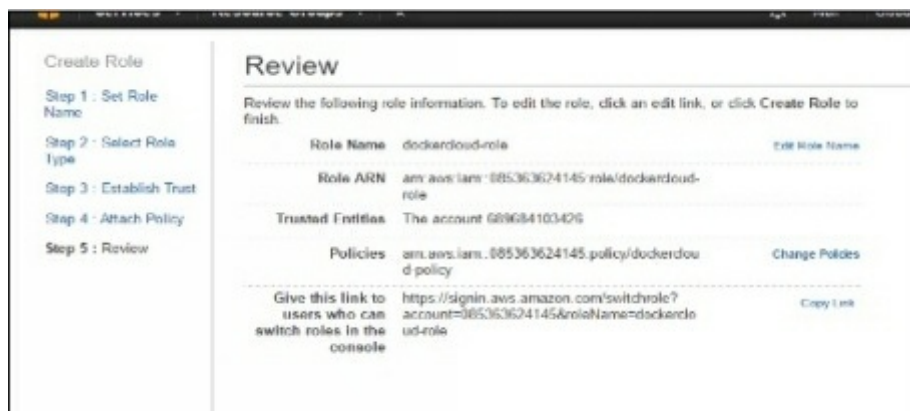 Create Role
Step 1 : Set Role
Name
Step 2 : Select Role
Type
Step 3 : Establish Trust
Step 4 : Attach Policy
Step 5 : Review
Review
Review the following role information. To edit the role, click an edit link, or click Create Role to
finish.
Role Name dockercloud-role Edit Role Name
Role ARN arn:aws:iam::085363624145:role/dockercloud-
role
Trusted Entities The account 689684103426
Policies arn:aws:iam::085363624145:policy/dockerclou
d-policy Change Policies
Give this link to
users who can
switch roles in the
console
https://signin.aws.amazon.com/switchrole?
account=085363624145&roleName=dockerclo
ud-role
Copy Link